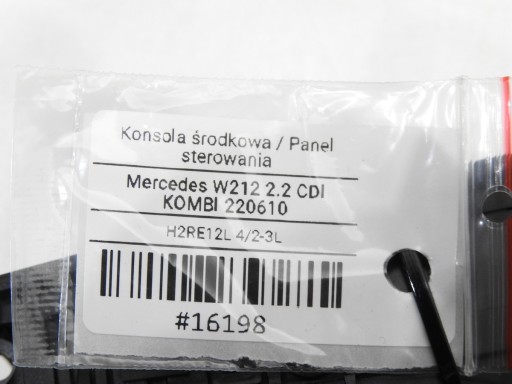 Konsola środkowa / Panel
sterowania
Mercedes W212 2.2 CDI
KOMBI 220610
H2RE12L 4/2-3L
#16198